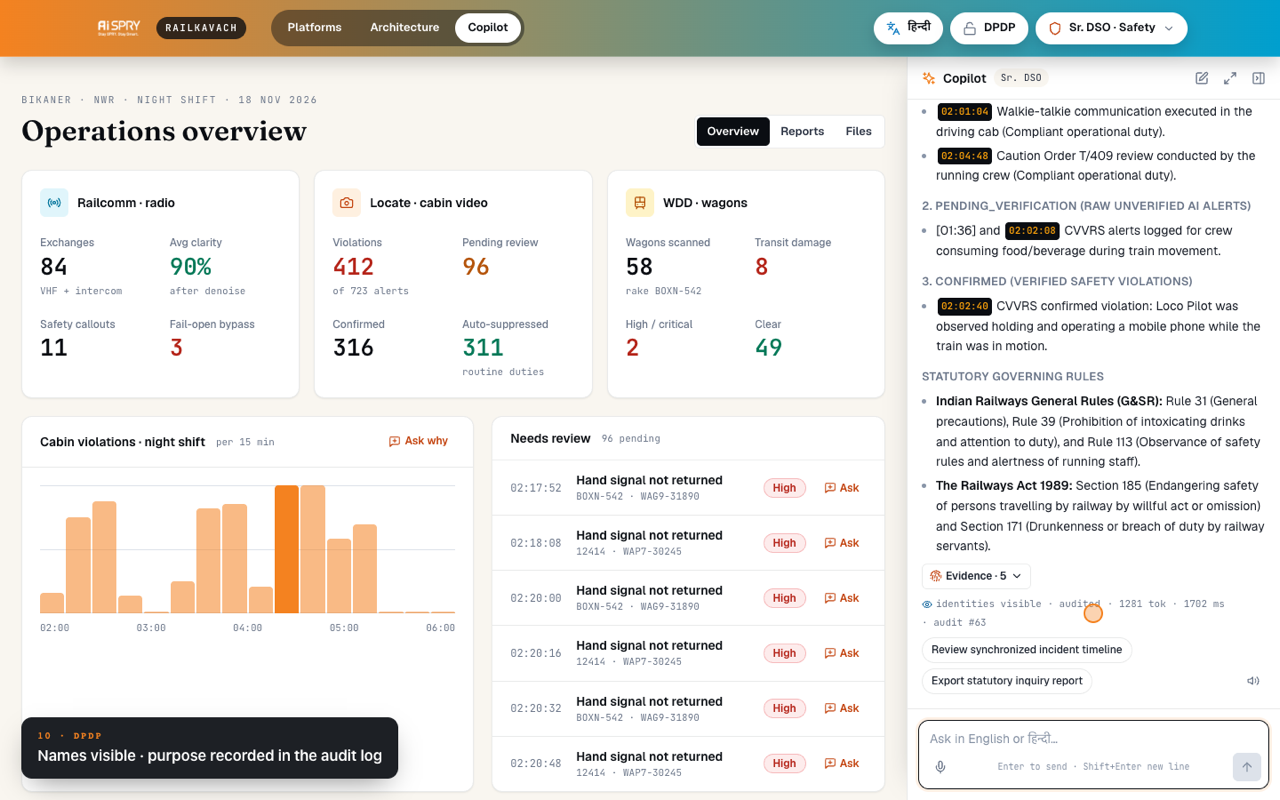 AiSPRY
RAILKAVACH
Platforms
Architecture
Copilot
हिन्दी
DPDP
Sr. DSO · Safety
BIKANER · NWR · NIGHT SHIFT · 18 NOV 2026
Operations overview
Overview
Reports
Files
Railcomm · radio
Exchanges
Avg clarity
84
90%
VHF + intercom
after denoise
Safety callouts
Fail-open bypass
11
3
Locate · cabin video
Violations
Pending review
412
96
of 723 alerts
Confirmed
Auto-suppressed
316
311
routine duties
WDD · wagons
Wagons scanned
Transit damage
58
8
rake BOXN-542
High / critical
Clear
2
49
Cabin violations · night shift per 15 min
Ask why
02:00 03:00 04:00 05:00 06:00
10 · DPDP
Names visible · purpose recorded in the audit log
Needs review 96 pending
02:17:52 Hand signal not returned High Ask
BOXN-542 · WAG9-31890
02:18:08 Hand signal not returned High Ask
12414 · WAP7-30245
02:20:00 Hand signal not returned High Ask
BOXN-542 · WAG9-31890
02:20:16 Hand signal not returned High Ask
12414 · WAP7-30245
02:20:32 Hand signal not returned High Ask
BOXN-542 · WAG9-31890
02:20:48 Hand signal not returned High Ask
12414 · WAP7-30245
Copilot Sr. DSO
02:01:04 Walkie-talkie communication executed in the
driving cab (Compliant operational duty).
02:04:48 Caution Order T/409 review conducted by the
running crew (Compliant operational duty).
2. PENDING_VERIFICATION (RAW UNVERIFIED AI ALERTS)
[01:36] and 02:02:08 CVVRS alerts logged for crew
consuming food/beverage during train movement.
3. CONFIRMED (VERIFIED SAFETY VIOLATIONS)
02:02:40 CVVRS confirmed violation: Loco Pilot was
observed holding and operating a mobile phone while the
train was in motion.
STATUTORY GOVERNING RULES
Indian Railways General Rules (G&SR): Rule 31 (General
precautions), Rule 39 (Prohibition of intoxicating drinks
and attention to duty), and Rule 113 (Observance of safety
rules and alertness of running staff).
The Railways Act 1989: Section 185 (Endangering safety
of persons travelling by railway by willful act or omission)
and Section 171 (Drunkenness or breach of duty by railway
servants).
Evidence · 5
identities visible · audited · 1281 tok · 1702 ms
· audit #63
Review synchronized incident timeline
Export statutory inquiry report
Ask in English or हिन्दी…
Enter to send · Shift+Enter new line